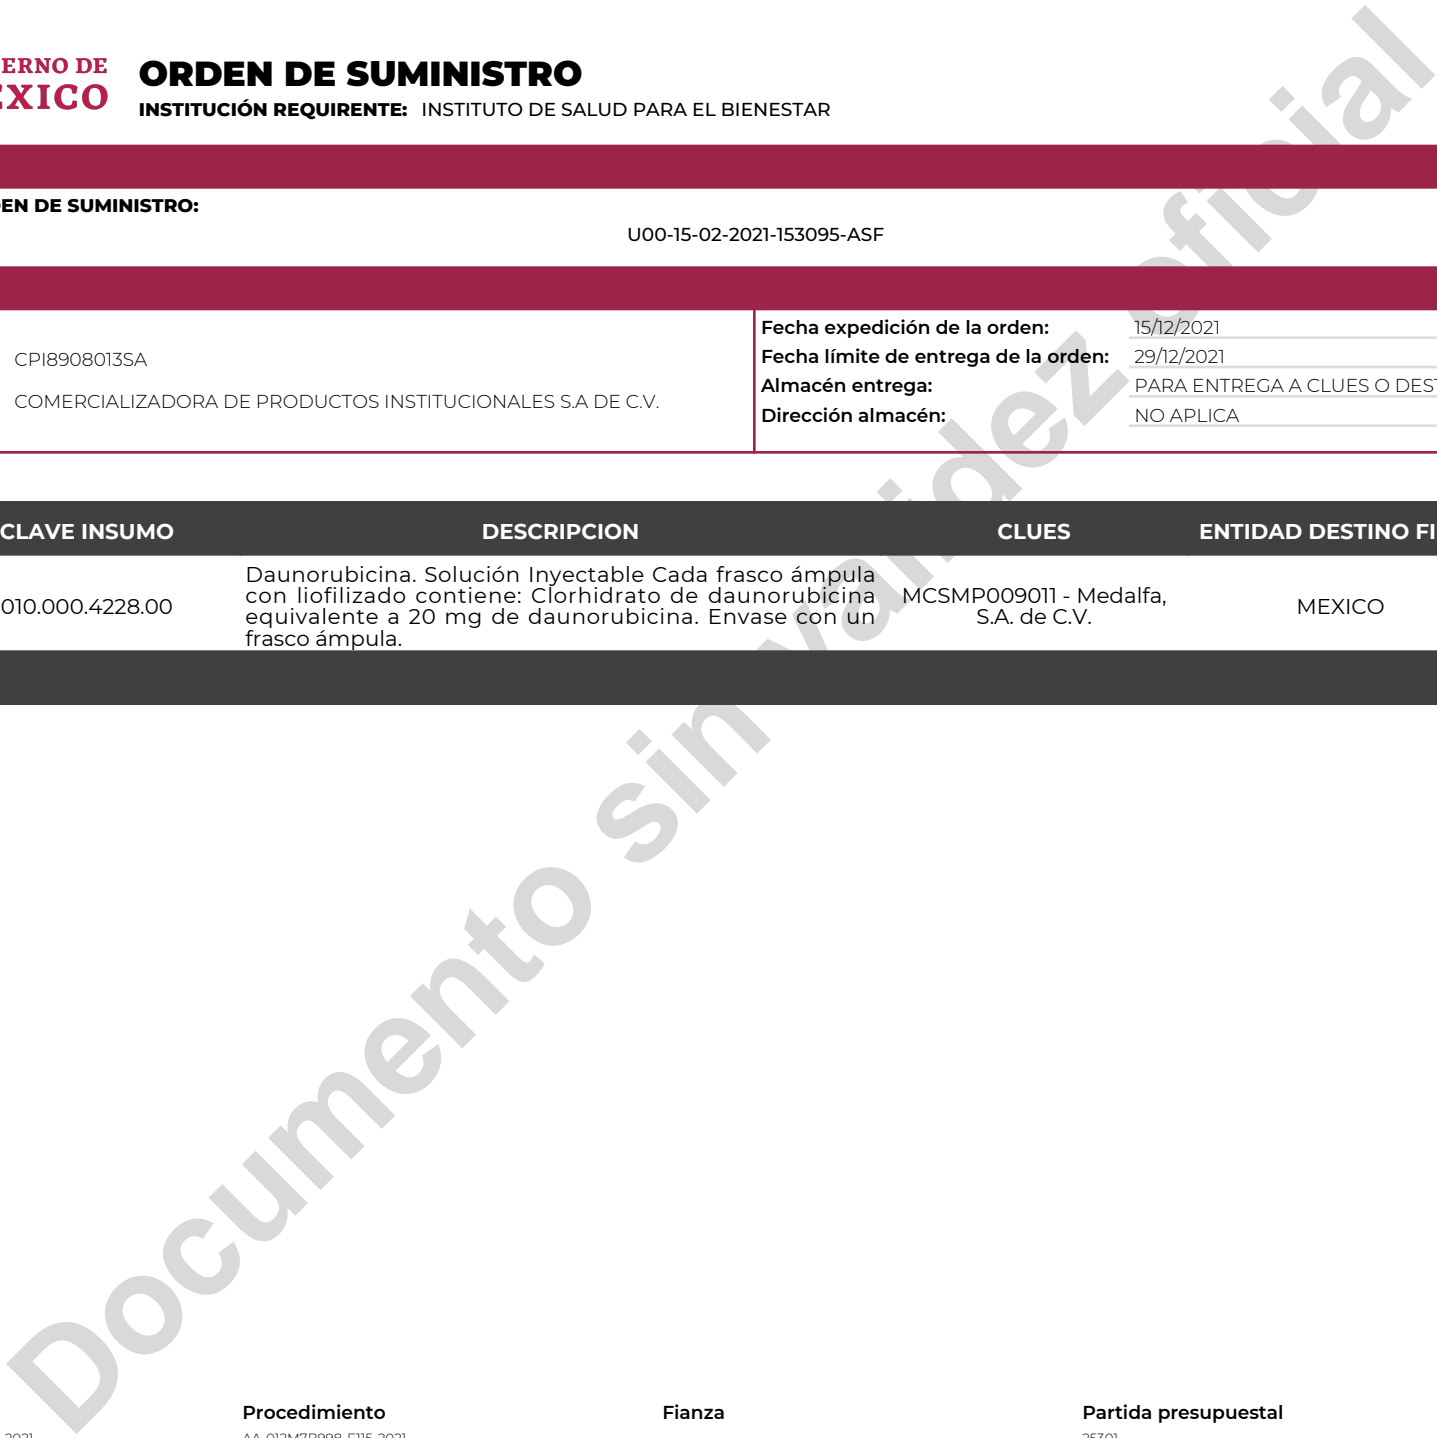 ERNO DE
EXICO
ORDEN DE SUMINISTRO
INSTITUCIÓN REQUIRENTE: INSTITUTO DE SALUD PARA EL BIENESTAR
EN DE SUMINISTRO:
U00-15-02-2021-153095-ASF
CPI8908013SA
COMERCIALIZADORA DE PRODUCTOS INSTITUCIONALES S.A DE C.V.
Fecha expedición de la orden: 15/12/2021
Fecha límite de entrega de la orden: 29/12/2021
Almacén entrega: PARA ENTREGA A CLUES O DEST
Dirección almacén: NO APLICA
CLAVE INSUMO DESCRIPCION CLUES ENTIDAD DESTINO FI
010.000.4228.00
Daunorubicina. Solución Inyectable Cada frasco ámpula
con liofilizado contiene: Clorhidrato de daunorubicina
equivalente a 20 mg de daunorubicina. Envase con un
frasco ámpula.
MCSMP009011 - Medalfa,
S.A. de C.V.
MEXICO
Documento sin validez oficial
Procedimiento Fianza Partida presupuestal